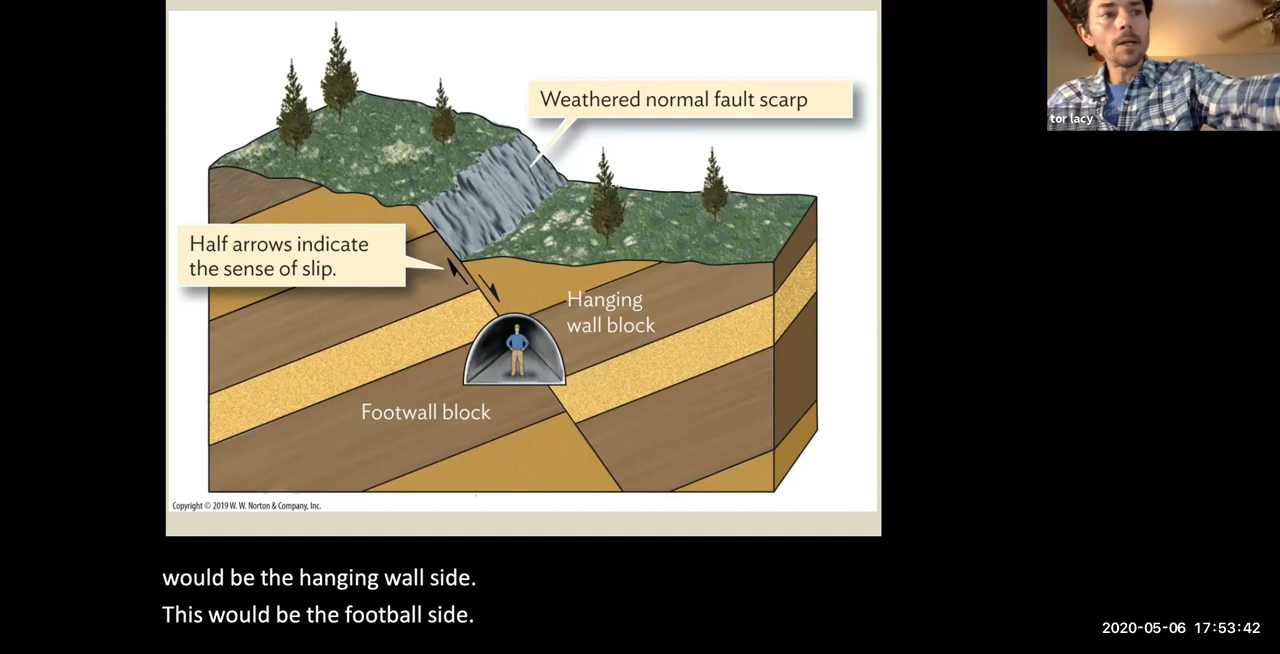 Weathered normal fault scarp
tor lacy
Half arrows indicate
the sense of slip.
Hanging
wall block
Footwall block
Copyright © 2019 W. W. Norton & Company, Inc.
would be the hanging wall side.
This would be the football side.
2020-05-06 17:53:42